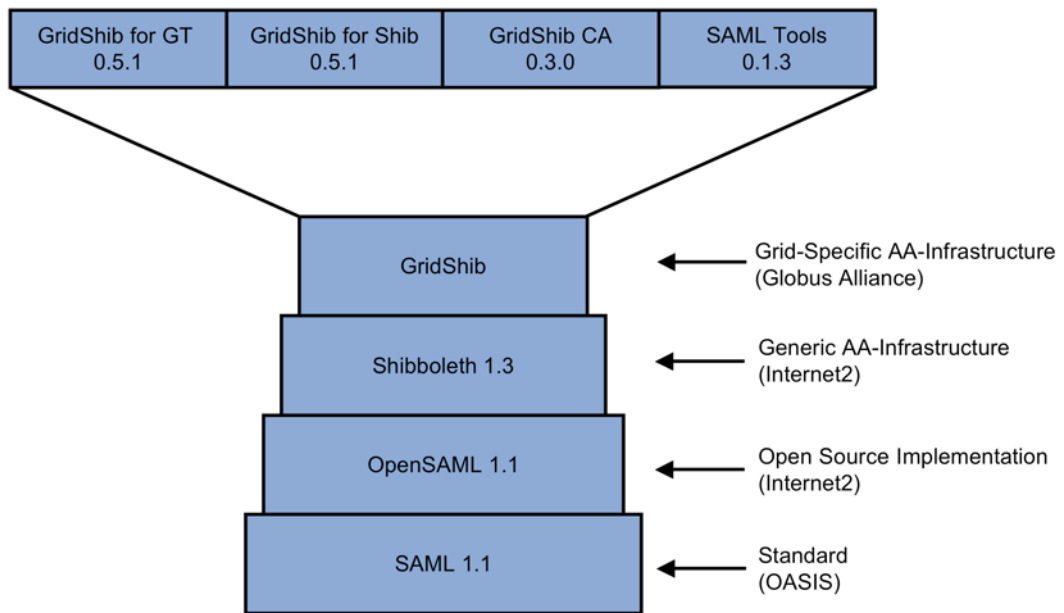 GridShib for GT
0.5.1
GridShib for Shib
0.5.1
GridShib CA
0.3.0
SAML Tools
0.1.3
GridShib
Grid-Specific AA-Infrastructure
(Globus Alliance)
Shibboleth 1.3
Generic AA-Infrastructure
(Internet2)
OpenSAML 1.1
Open Source Implementation
(Internet2)
SAML 1.1
Standard
(OASIS)